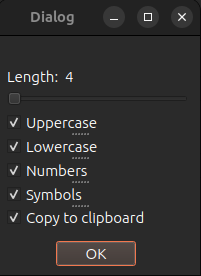 Dialog
Length: 4
Uppercase
Lowercase
Numbers
Symbols
Copy to clipboard
OK